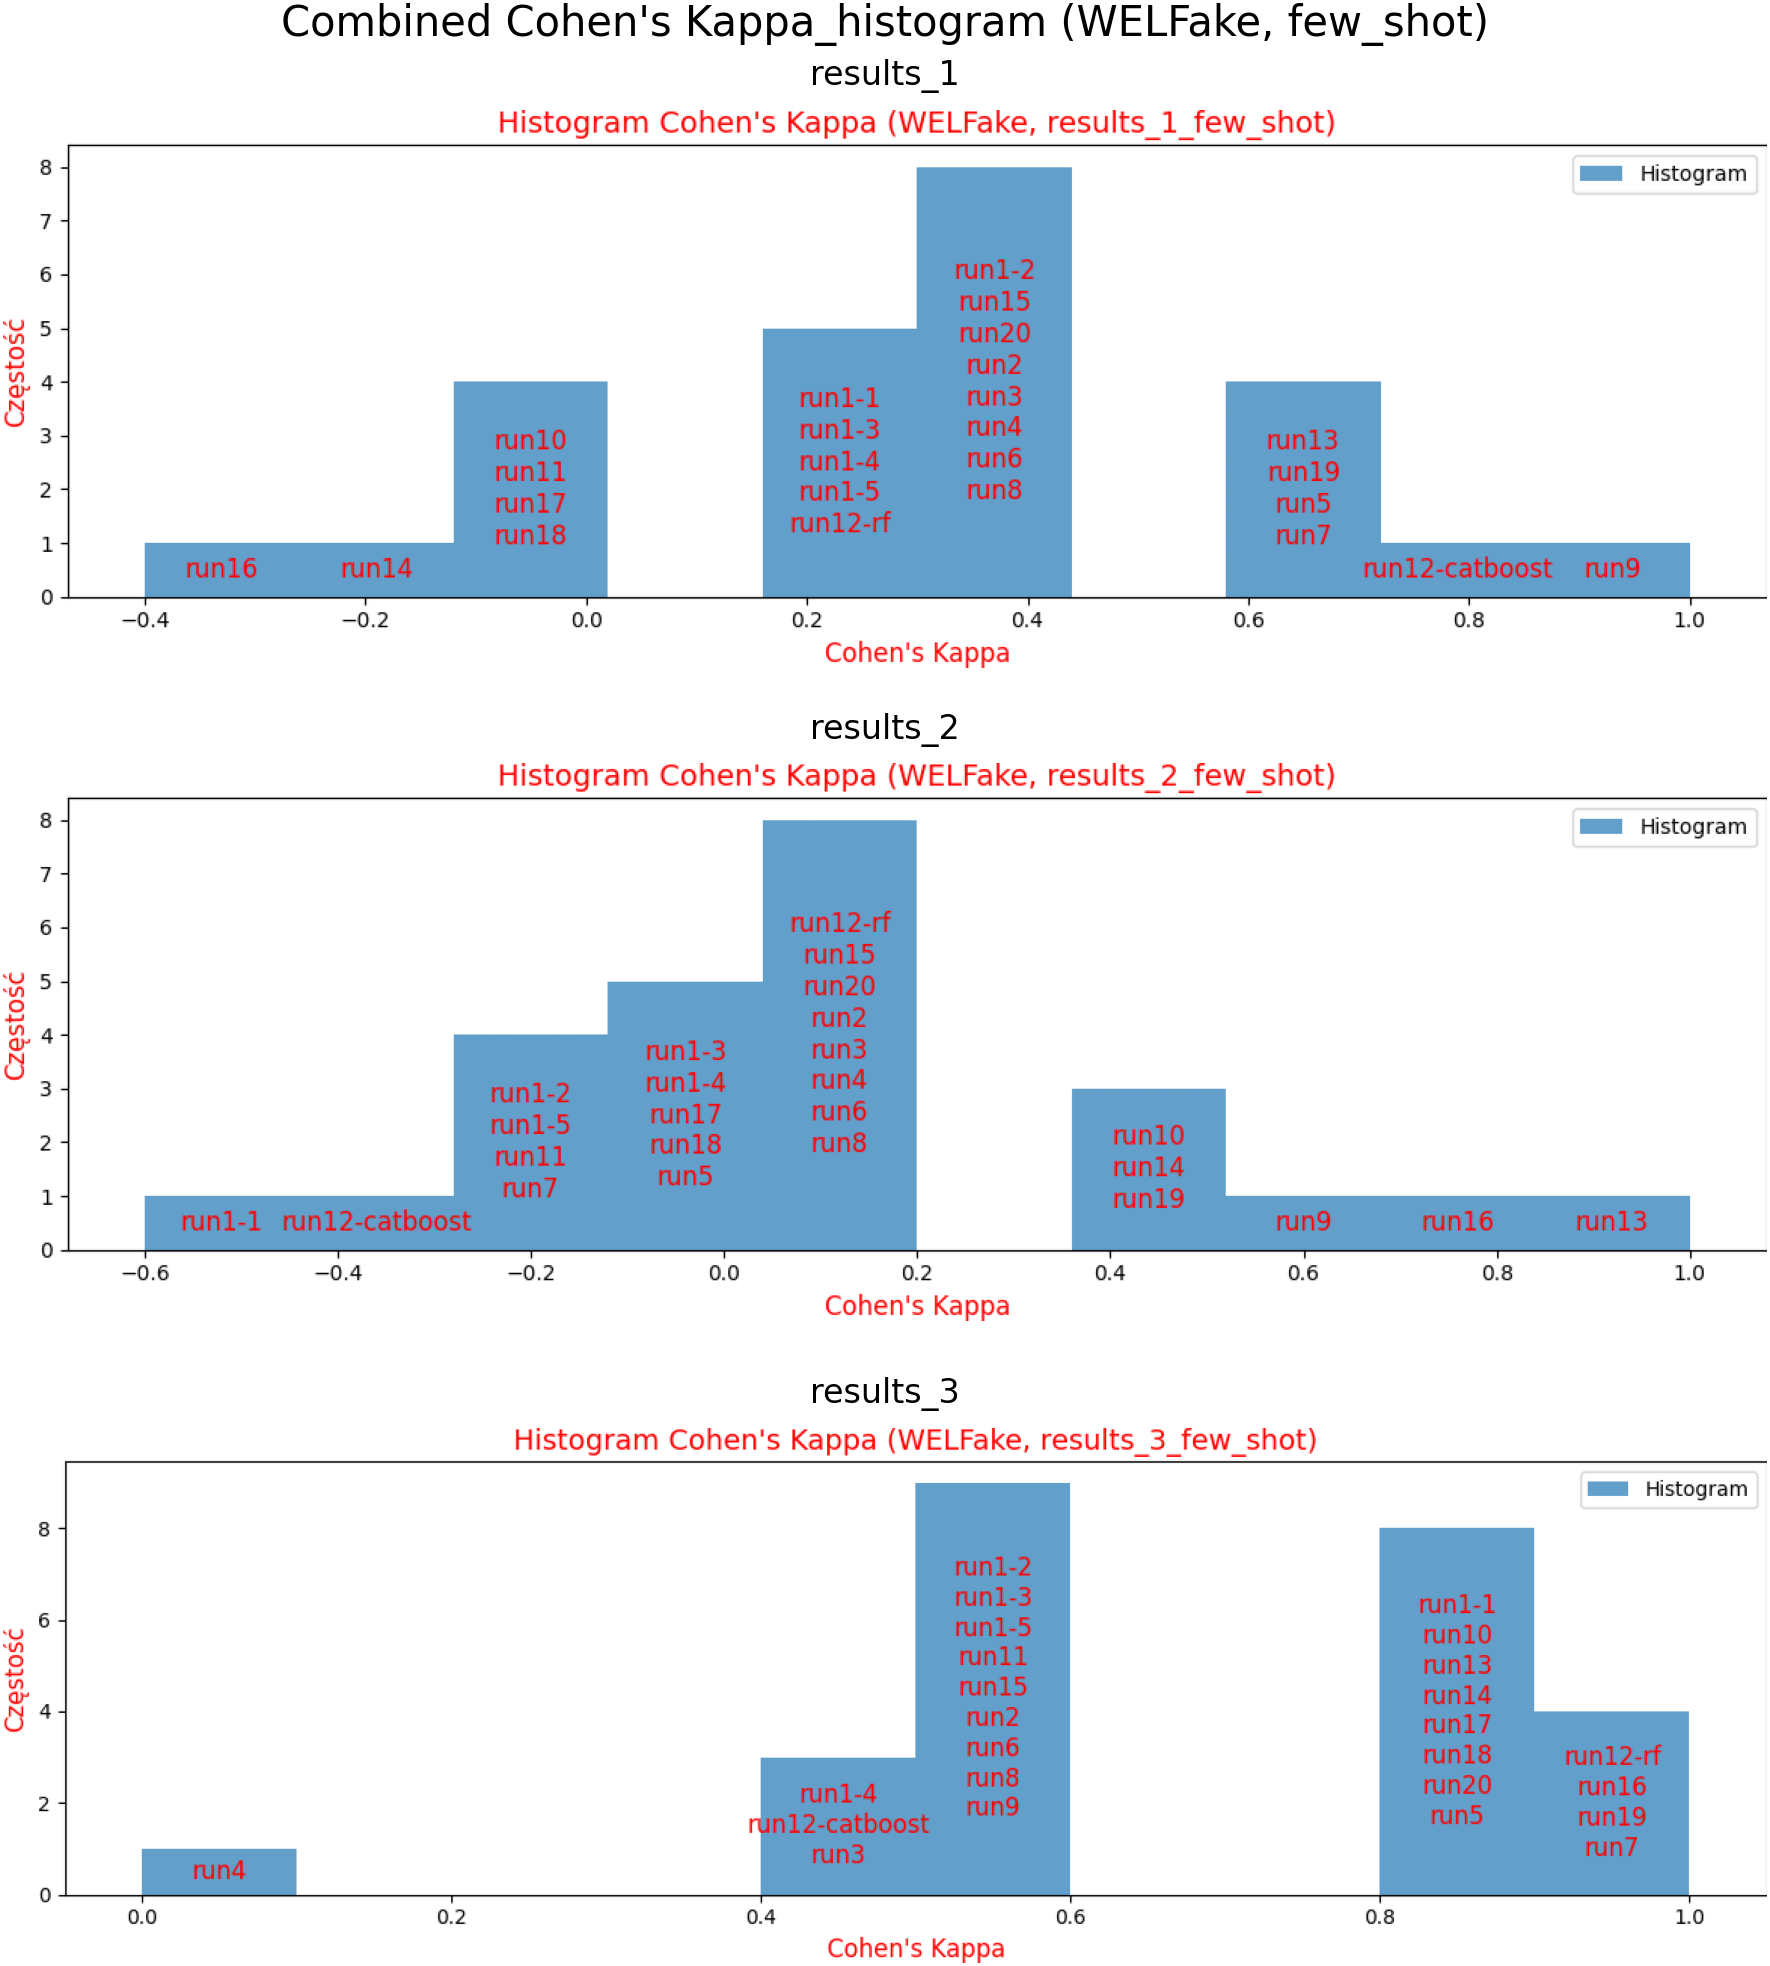 Combined Cohen's Kappa_histogram (WELFake, few_shot)
results_1
Histogram Cohen's Kappa (WELFake, results_1_few_shot)
Histogram
Częstość
8
7
6
5
4
3
2
1
0
run16
run14
run10
run11
run17
run18
run1-1
run1-3
run1-4
run1-5
run12-rf
run1-2
run15
run20
run2
run3
run4
run6
run8
run13
run19
run5
run7
run12-catboost
run9
−0.4 −0.2 0.0 0.2 0.4 0.6 0.8 1.0
Cohen's Kappa
results_2
Histogram Cohen's Kappa (WELFake, results_2_few_shot)
Histogram
Częstość
8
7
6
5
4
3
2
1
0
run1-1
run12-catboost
run1-2
run1-5
run11
run7
run1-3
run1-4
run17
run18
run5
run12-rf
run15
run20
run2
run3
run4
run6
run8
run10
run14
run19
run9
run16
run13
−0.6 −0.4 −0.2 0.0 0.2 0.4 0.6 0.8 1.0
Cohen's Kappa
results_3
Histogram Cohen's Kappa (WELFake, results_3_few_shot)
Histogram
Częstość
8
6
4
2
0
run4
run1-4
run12-catboost
run3
run1-2
run1-3
run1-5
run11
run15
run2
run6
run8
run9
run1-1
run10
run13
run14
run17
run18
run20
run5
run12-rf
run16
run19
run7
0.0 0.2 0.4 0.6 0.8 1.0
Cohen's Kappa